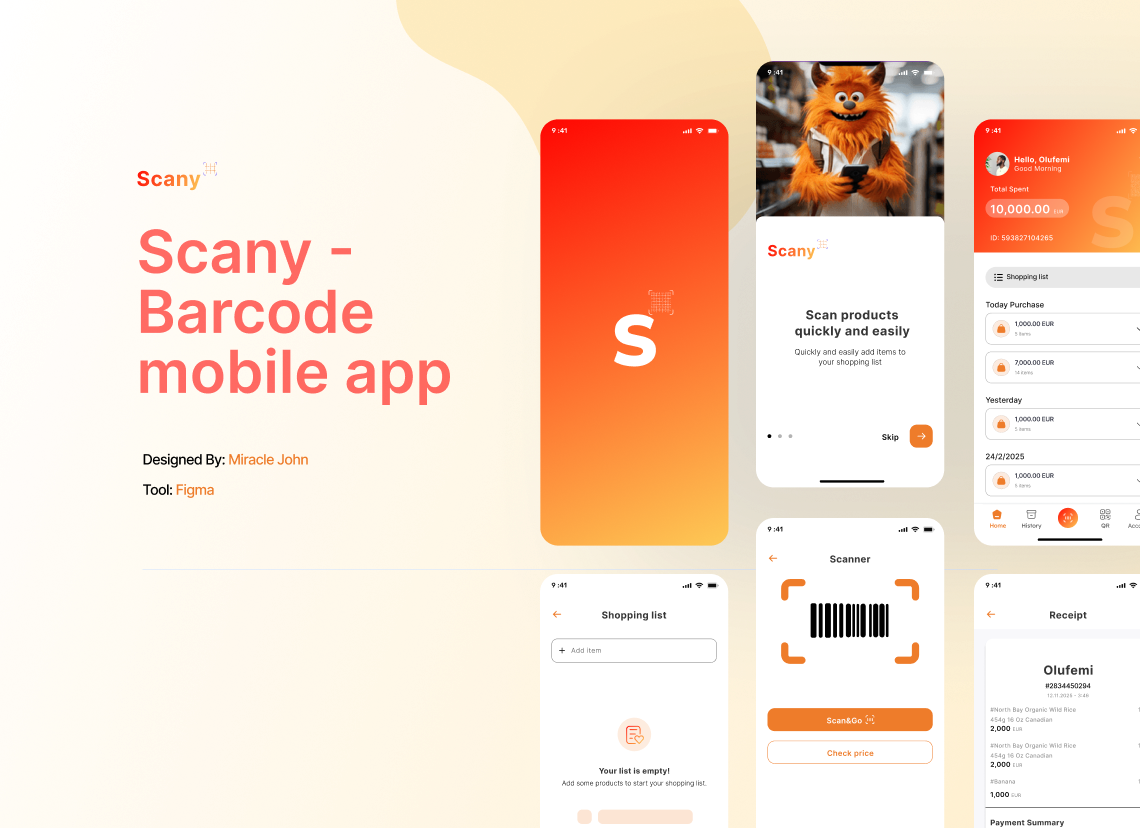 Scany
Scany -
Barcode
mobile app
Designed By: Miracle John
Tool: Figma
9:41
S
9:41
Scany
Scan products
quickly and easily
Quickly and easily add items to
your shopping list
Skip
9:41
Hello, Olufemi
Good Morning
Total Spent
10,000.00 EUR
ID: 593827104265
S
Shopping list
Today Purchase
1,000.00 EUR
5 items
7,000.00 EUR
14 items
Yesterday
1,000.00 EUR
5 items
24/2/2025
1,000.00 EUR
5 items
Home
History
QR
9:41
Shopping list
+ Add item
Your list is empty!
Add some products to start your shopping list.
9:41
Scanner
Scan&Go
Check price
9:41
Receipt
Olufemi
#2834450294
12.11.2025 - 3:46
#North Bay Organic Wild Rice
454g 16 Oz Canadian
2,000 EUR
#North Bay Organic Wild Rice
454g 16 Oz Canadian
2,000 EUR
#Banana
1,000 EUR
Payment Summary